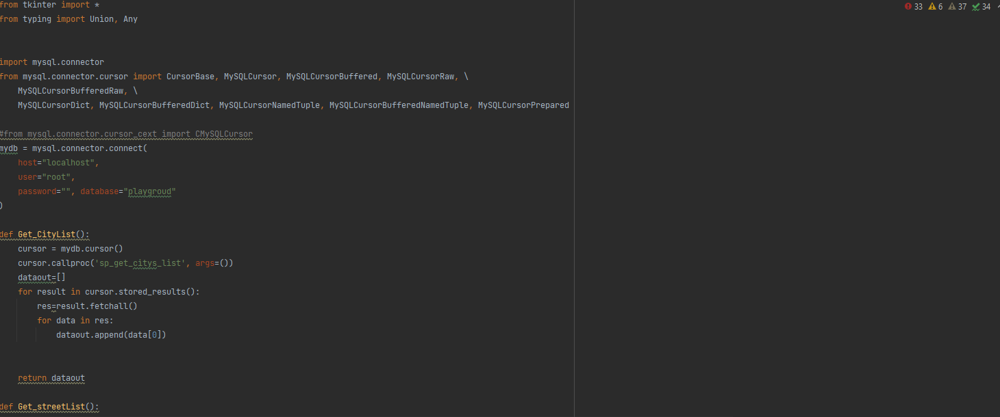 from tkinter import *
33 6 37 34
from typing import Union, Any
import mysql.connector
from mysql.connector.cursor import CursorBase, MySQLCursor, MySQLCursorBuffered, MySQLCursorRaw, \
MySQLCursorBufferedRaw, \
MySQLCursorDict, MySQLCursorBufferedDict, MySQLCursorNamedTuple, MySQLCursorBufferedNamedTuple, MySQLCursorPrepared
#from mysql.connector.cursor_cext import CMySQLCursor
mydb = mysql.connector.connect(
host="localhost",
user="root",
password="", database="playgroud"
)
def Get_CityList():
cursor = mydb.cursor()
cursor.callproc('sp_get_citys_list', args=())
dataout=[]
for result in cursor.stored_results():
res=result.fetchall()
for data in res:
dataout.append(data[0])
return dataout
def Get_streetList():